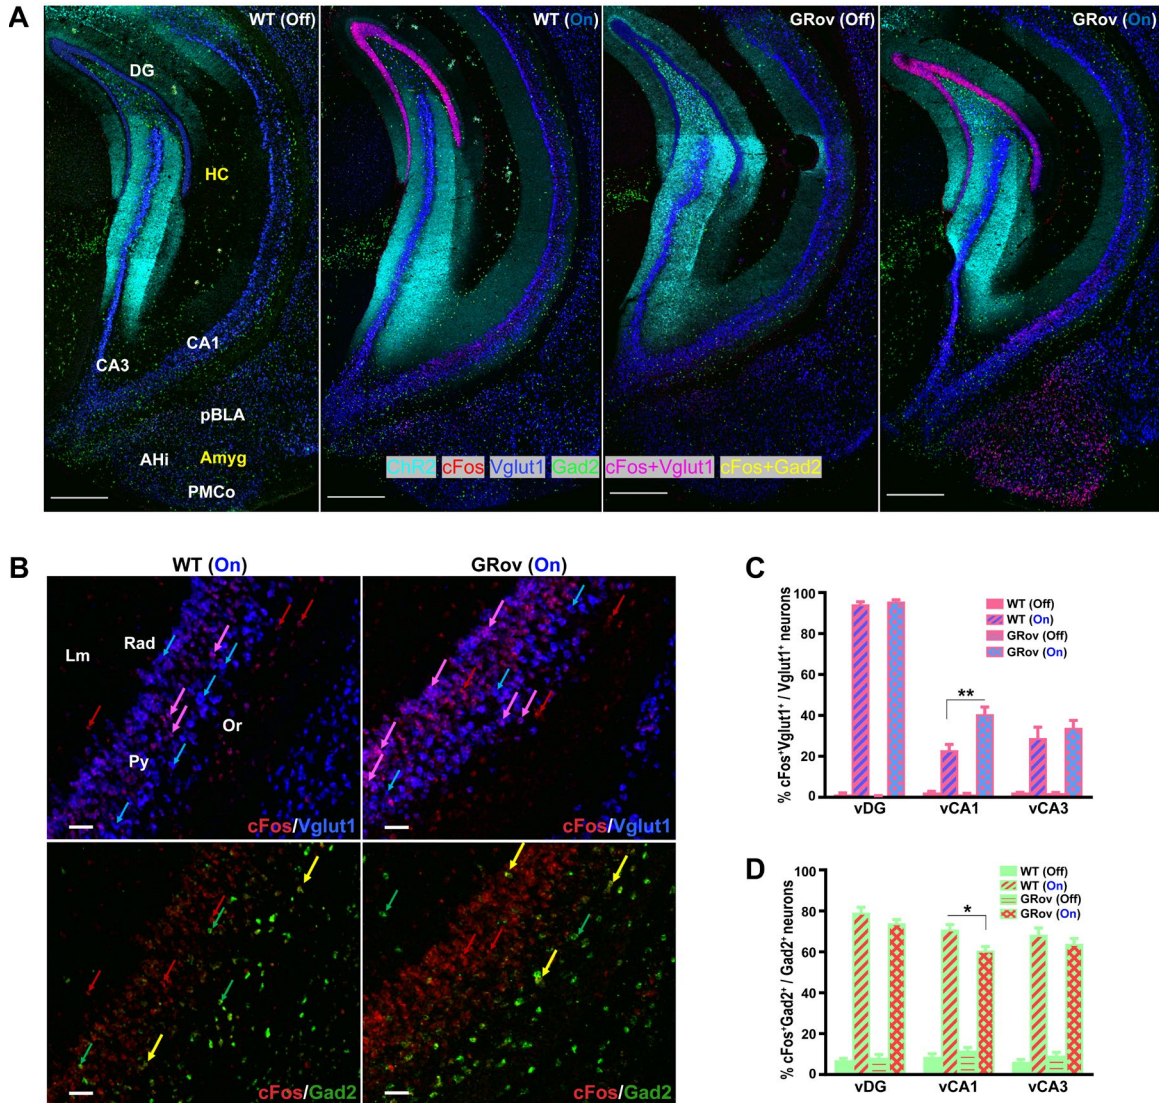 A
WT (Off)
WT (On)
GRov (Off)
GRov (On)
DG
HC
CA1
CA3
pBLA
AHi
Amyg
PMCo
ChR2 cFos Vglut1 Gad2 cFos+Vglut1 cFos+Gad2
B
WT (On)
GRov (On)
Lm
Rad
Or
Py
cFos/Vglut1
cFos/Vglut1
cFos/Gad2
cFos/Gad2
C
% cFos⁺Vglut1⁺ / Vglut1⁺ neurons
100
80
60
40
20
0
WT (Off)
WT (On)
GRov (Off)
GRov (On)
**
vDG
vCA1
vCA3
D
% cFos⁺Gad2⁺ / Gad2⁺ neurons
100
80
60
40
20
0
WT (Off)
WT (On)
GRov (Off)
GRov (On)
*
vDG
vCA1
vCA3